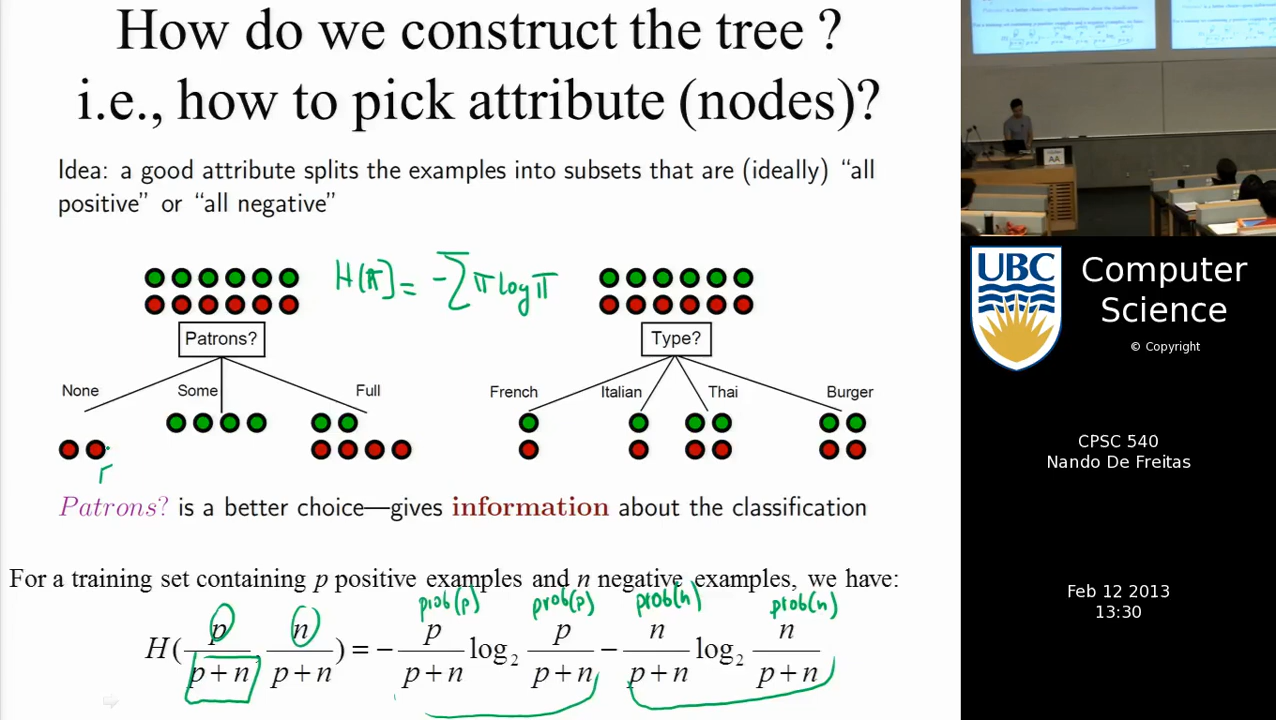 How do we construct the tree ?
i.e., how to pick attribute (nodes)?
Idea: a good attribute splits the examples into subsets that are (ideally) “all
positive” or “all negative”
H(π) = -∑ π log π
Patrons?
None Some Full
Type?
French Italian Thai Burger
Patrons? is a better choice—gives information about the classification
For a training set containing p positive examples and n negative examples, we have:
prob(p) prob(p) prob(n) prob(n)
H(p/p+n, n/p+n) = − p/p+n log₂ p/p+n − n/p+n log₂ n/p+n
AA
UBC
Computer
Science
© Copyright
CPSC 540
Nando De Freitas
Feb 12 2013
13:30